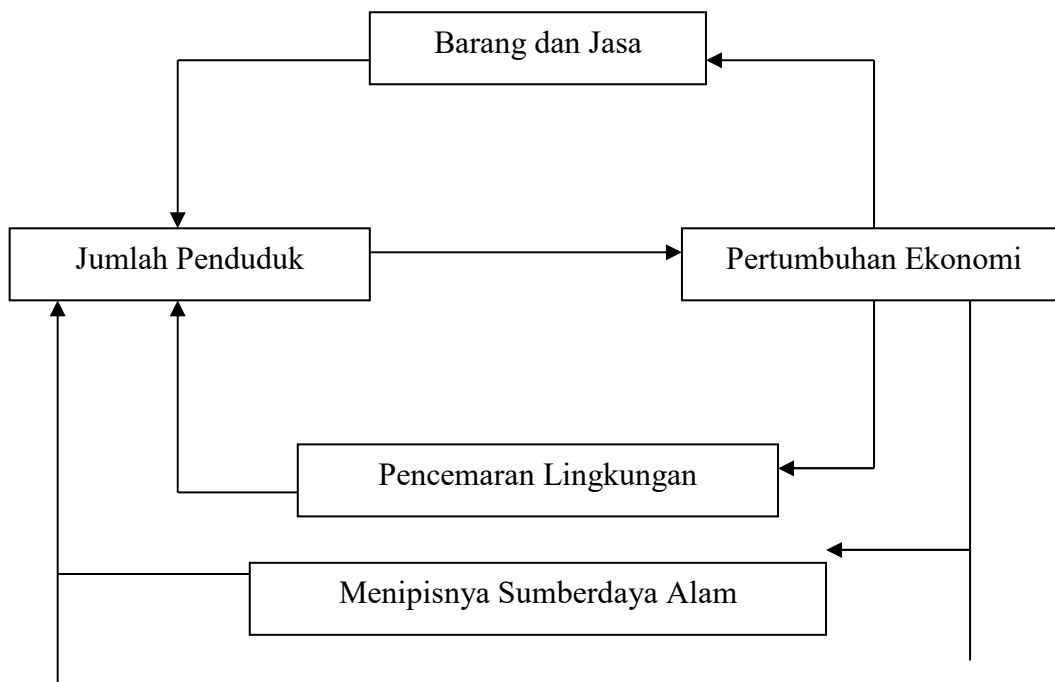 Barang dan Jasa
Jumlah Penduduk
Pertumbuhan Ekonomi
Pencemaran Lingkungan
Menipisnya Sumberdaya Alam